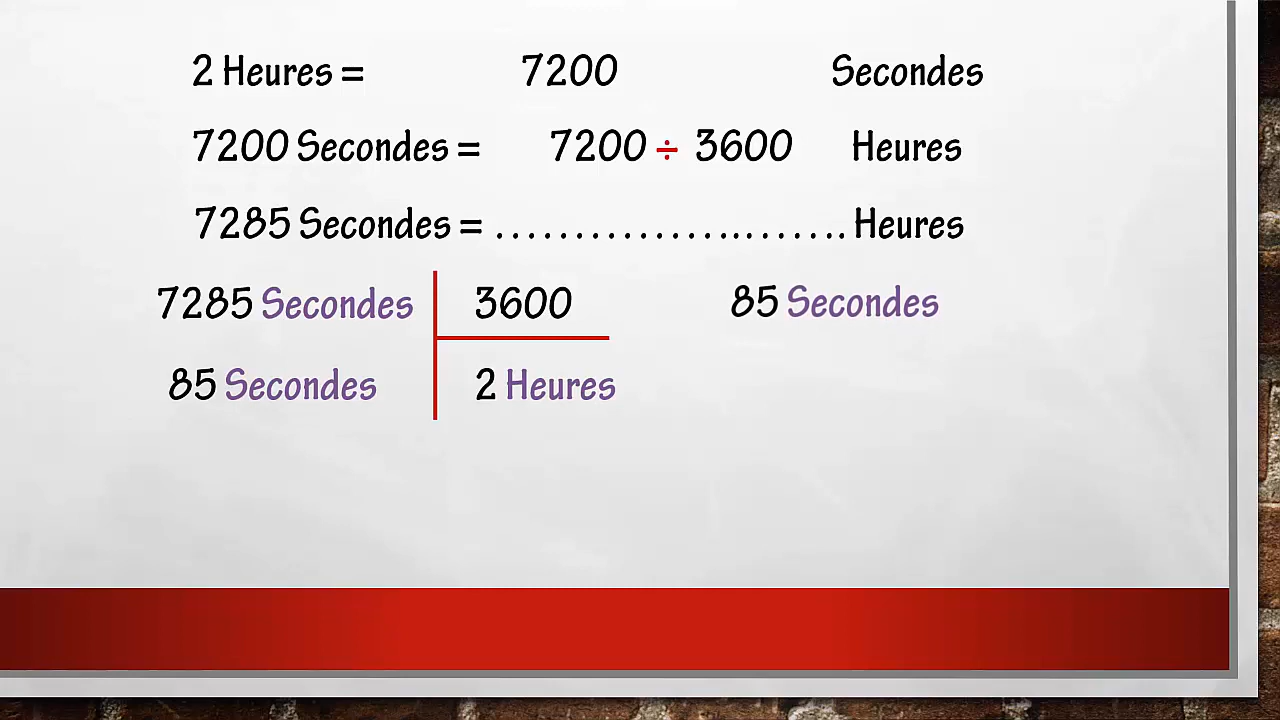 2 Heures = 7200 Secondes
7200 Secondes = 7200 ÷ 3600 Heures
7285 Secondes = ........................ Heures
7285 Secondes 3600 85 Secondes
85 Secondes 2 Heures